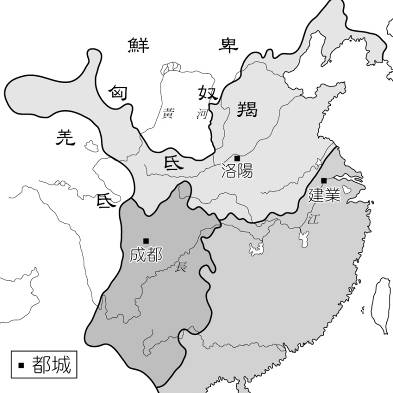 鮮卑
匈奴
羯
黃河
羌
氐
洛陽
氐
建業
江
成都
長
都城